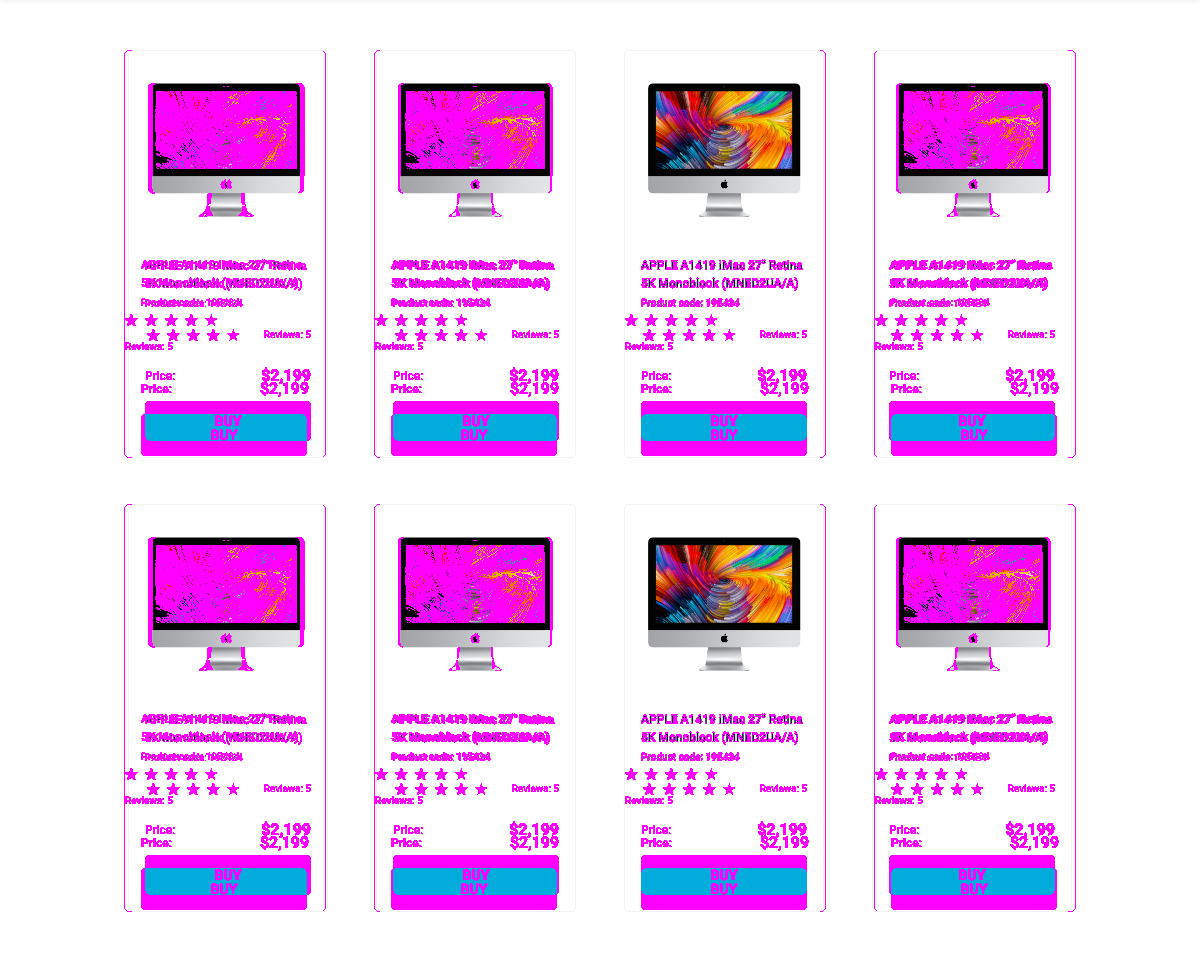 APPLE A1419 iMac 27" Retina
5K Monoblock (MNED2UA/A)
Product code:
Reviews: 5
Reviews: 5
Price: $2,199
Price: $2,199
BUY
BUY
APPLE A1419 iMac 27" Retina
5K Monoblock (MNED2UA/A)
Product code:
Reviews: 5
Reviews: 5
Price: $2,199
Price: $2,199
BUY
BUY
APPLE A1419 iMac 27" Retina
5K Monoblock (MNED2UA/A)
Product code:
Reviews: 5
Reviews: 5
Price: $2,199
Price: $2,199
BUY
BUY
APPLE A1419 iMac 27" Retina
5K Monoblock (MNED2UA/A)
Product code:
Reviews: 5
Reviews: 5
Price: $2,199
Price: $2,199
BUY
BUY
APPLE A1419 iMac 27" Retina
5K Monoblock (MNED2UA/A)
Product code:
Reviews: 5
Reviews: 5
Price: $2,199
Price: $2,199
BUY
BUY
APPLE A1419 iMac 27" Retina
5K Monoblock (MNED2UA/A)
Product code:
Reviews: 5
Reviews: 5
Price: $2,199
Price: $2,199
BUY
BUY
APPLE A1419 iMac 27" Retina
5K Monoblock (MNED2UA/A)
Product code:
Reviews: 5
Reviews: 5
Price: $2,199
Price: $2,199
BUY
BUY
APPLE A1419 iMac 27" Retina
5K Monoblock (MNED2UA/A)
Product code:
Reviews: 5
Reviews: 5
Price: $2,199
Price: $2,199
BUY
BUY